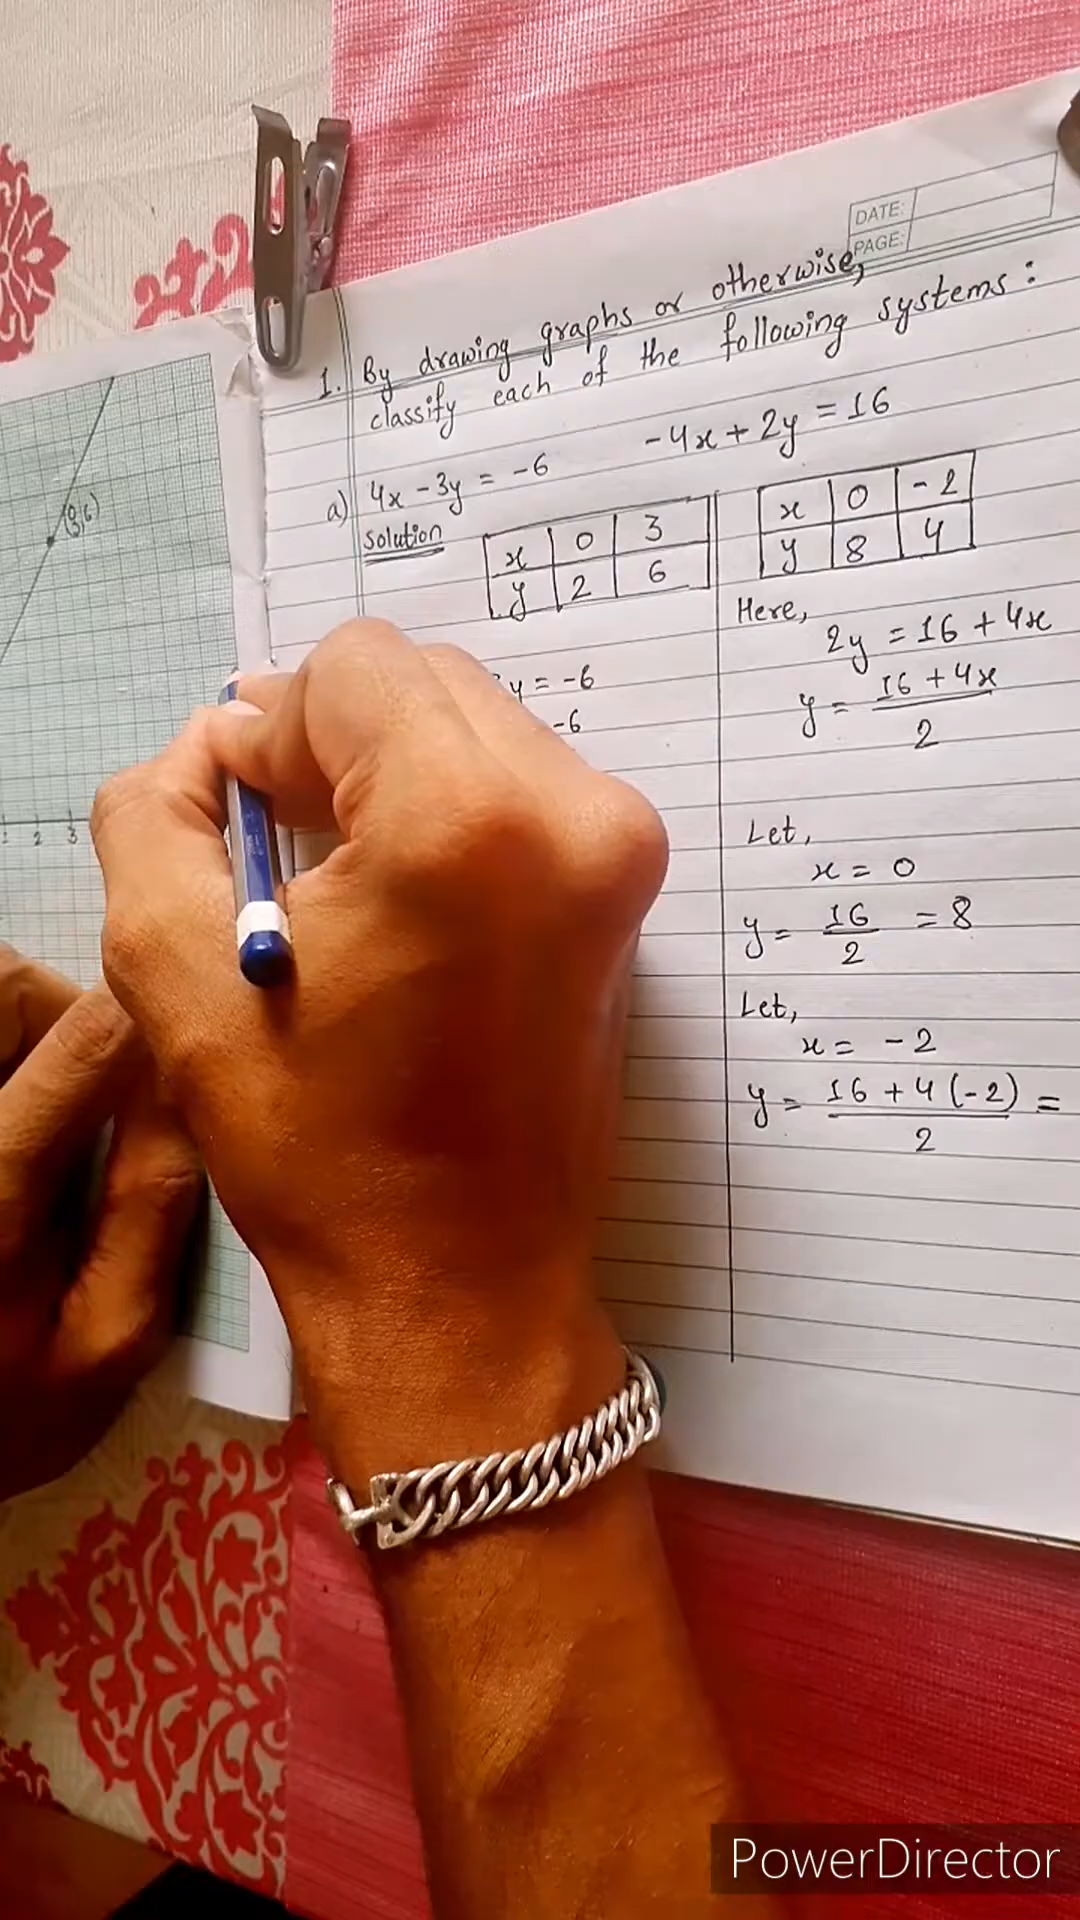 DATE:
PAGE:
1. By drawing graphs or otherwise,
classify each of the following systems:
a) 4x - 3y = -6
-4x + 2y = 16
Solution
x 0 3
y 2 6
x 0 -2
y 8 4
y = -6
-6
Here,
2y = 16 + 4x
y = 16 + 4x / 2
Let,
x = 0
y = 16 / 2 = 8
Let,
x = -2
y = 16 + 4 (-2) / 2 =
2 3
PowerDirector